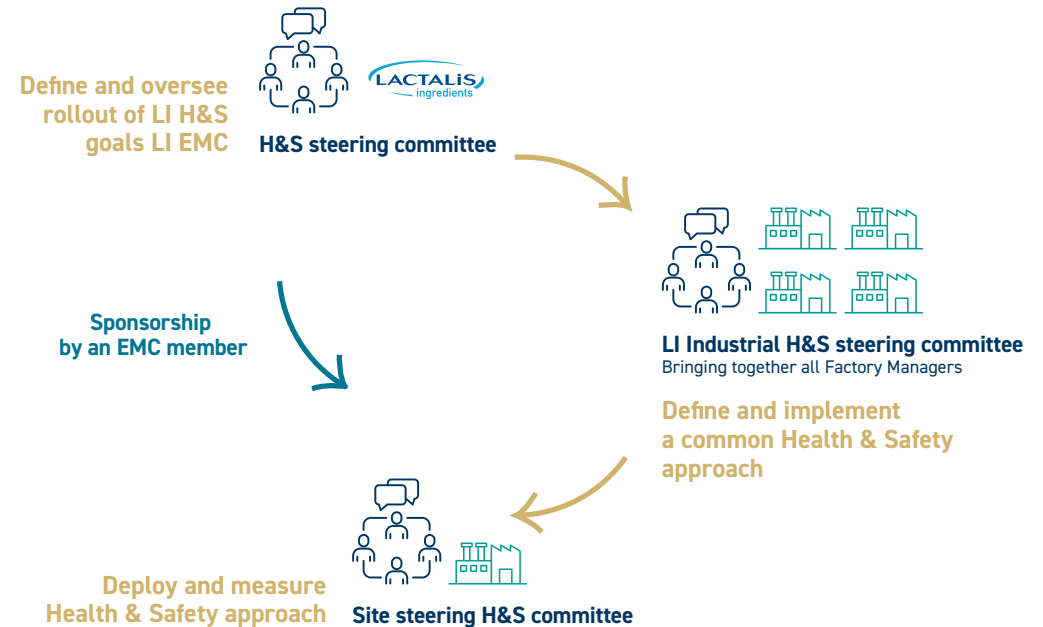 Define and oversee
rollout of LI H&S
goals LI EMC
LACTALiS
ingredients
H&S steering committee
Sponsorship
by an EMC member
LI Industrial H&S steering committee
Bringing together all Factory Managers
Define and implement
a common Health & Safety
approach
Deploy and measure
Health & Safety approach
Site steering H&S committee